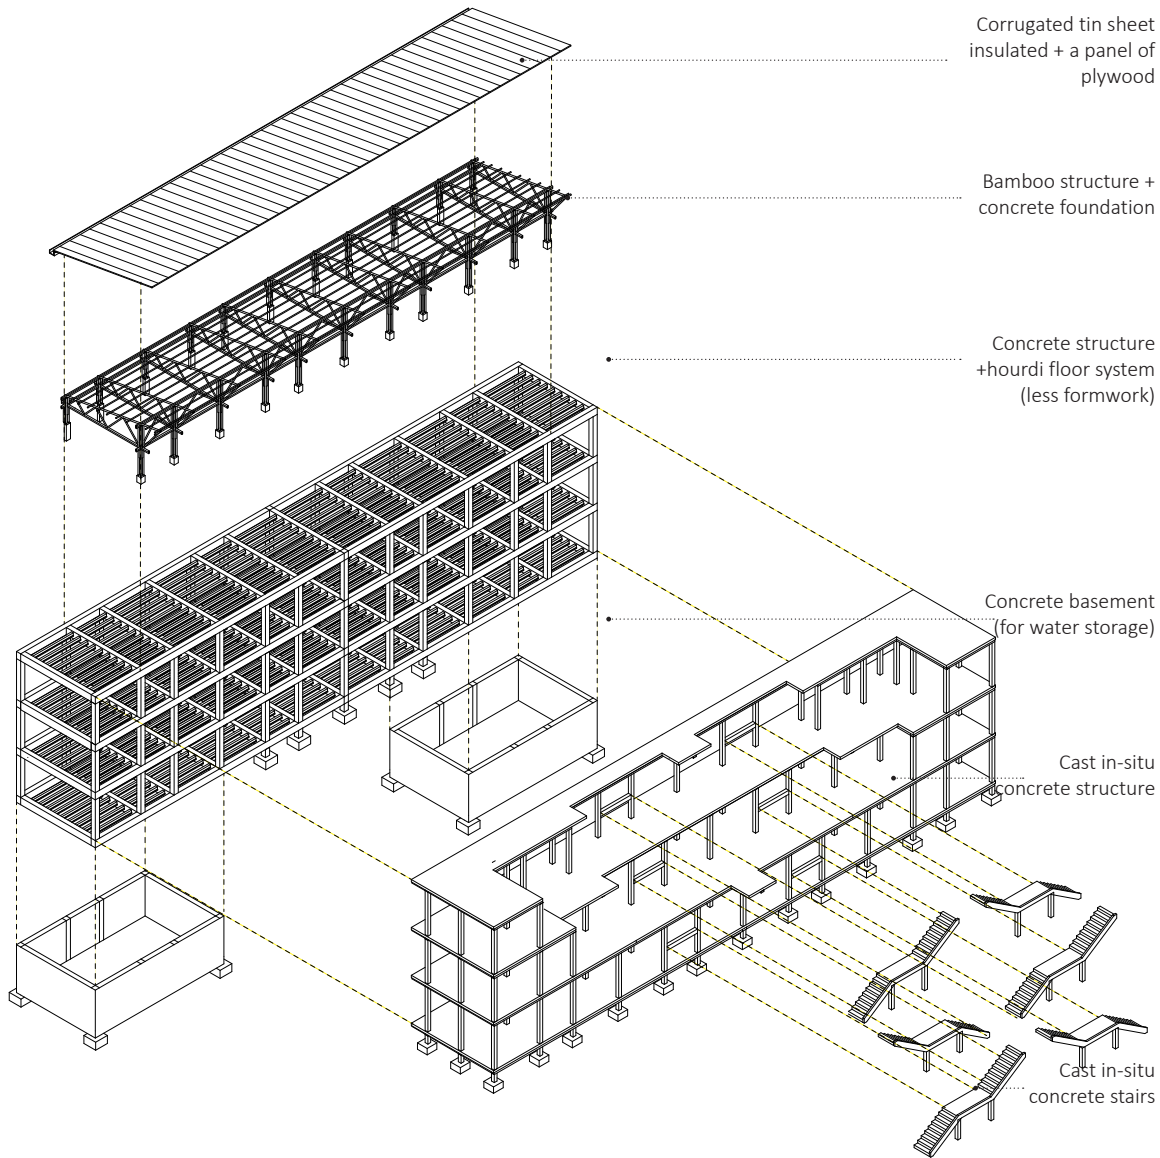 Corrugated tin sheet
insulated + a panel of
plywood
Bamboo structure +
concrete foundation
Concrete structure
+hourdi floor system
(less formwork)
Concrete basement
(for water storage)
Cast in-situ
concrete structure
Cast in-situ
concrete stairs